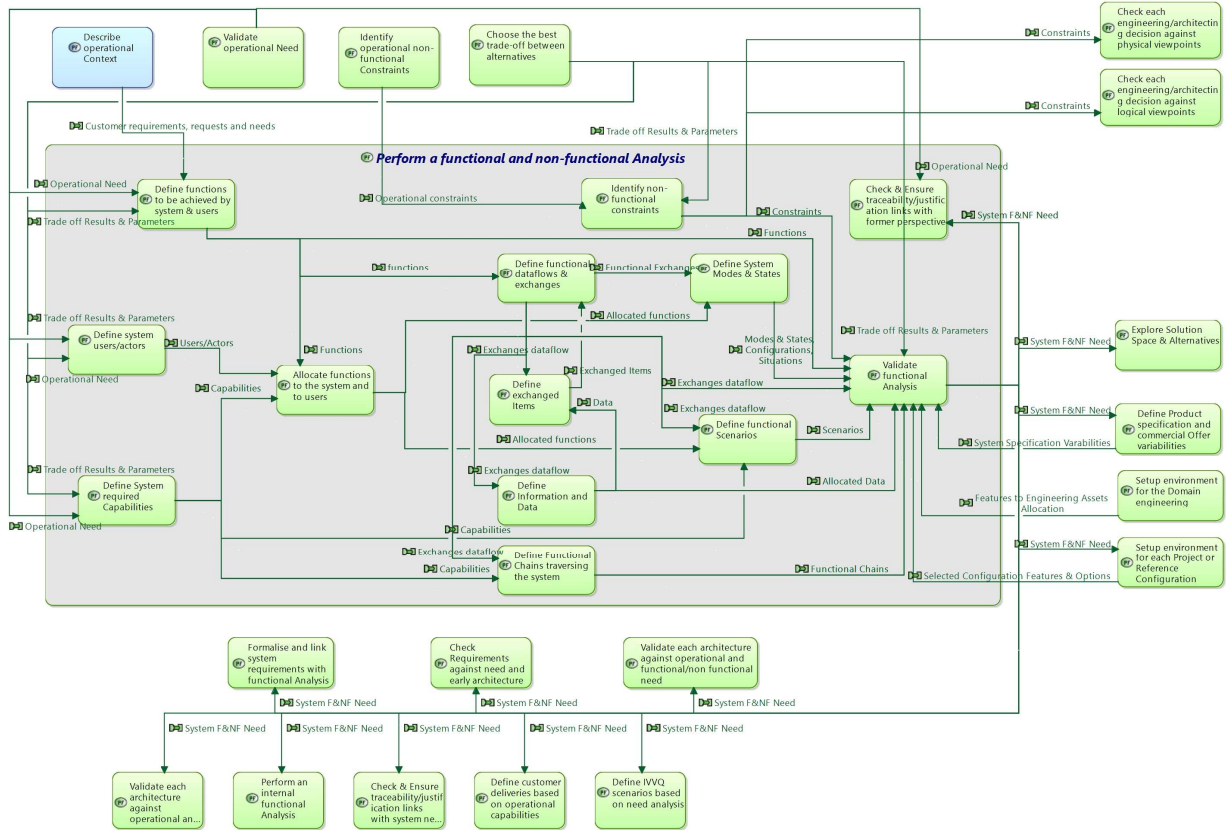 Describe
operational
Context
Validate
operational Need
Identify
operational non-
functional
Constraints
Choose the best
trade-off between
alternatives
Check each
engineering/architectin
g decision against
physical viewpoints
Constraints
Check each
engineering/architectin
g decision against
logical viewpoints
Constraints
Customer requirements, requests and needs
Trade off Results & Parameters
Perform a functional and non-functional Analysis
Operational Need
Operational Need
Define functions
to be achieved by
system & users
Operational constraints
Identify non-
functional
constraints
Check & Ensure
traceability/justific
ation links with
former perspective
Constraints
System F&NF Need
Trade off Results & Parameters
Functions
functions
Define functional
dataflows &
exchanges
Functional Exchanges
Define System
Modes & States
Allocated functions
Trade off Results & Parameters
Define system
users/actors
Users/Actors
Functions
Exchanges dataflow
Modes & States,
Configurations,
Situations
Trade off Results & Parameters
Explore Solution
Space & Alternatives
System F&NF Need
Operational Need
Capabilities
Allocate functions
to the system and
to users
Define
exchanged
Items
Exchanged Items
Exchanges dataflow
Validate
functional
Analysis
Data
Exchanges dataflow
Define functional
Scenarios
Scenarios
System F&NF Need
Define Product
specification and
commercial Offer
variabilities
System Specification Varabilities
Allocated functions
Trade off Results & Parameters
Define System
required
Capabilities
Exchanges dataflow
Define
Information and
Data
Allocated Data
Setup environment
for the Domain
engineering
Features to Engineering Assets
Allocation
Operational Need
Capabilities
Exchanges dataflow
Define Functional
Chains traversing
the system
Capabilities
Functional Chains
System F&NF Need
Setup environment
for each Project or
Reference
Configuration
Selected Configuration Features & Options
Formalise and link
system
requirements with
functional Analysis
Check
Requirements
against need and
early architecture
Validate each architecture
against operational and
functional/non functional
need
System F&NF Need
System F&NF Need
System F&NF Need
System F&NF Need
System F&NF Need
System F&NF Need
System F&NF Need
System F&NF Need
Validate each
architecture
against
operational an...
Perform an
internal
functional
Analysis
Check & Ensure
traceability/justif
ication links
with system ne...
Define customer
deliveries based
on operational
capabilities
Define IVVQ
scenarios based
on need analysis